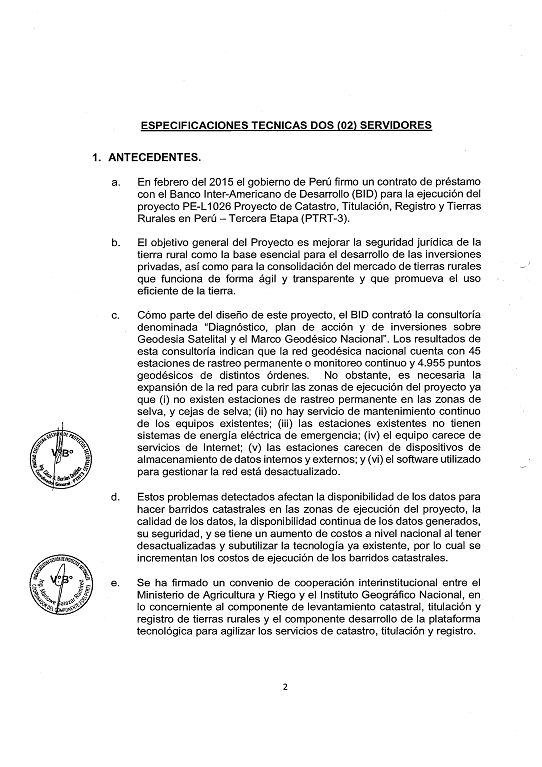 ESPECIFICACIONES TECNICAS DOS (02) SERVIDORES
1. ANTECEDENTES.
a. En febrero del 2015 el gobierno de Perú firmo un contrato de préstamo
con el Banco Inter-Americano de Desarrollo (BID) para la ejecución del
proyecto PE-L1026 Proyecto de Catastro, Titulación, Registro y Tierras
Rurales en Perú – Tercera Etapa (PTRT-3).
b. El objetivo general del Proyecto es mejorar la seguridad jurídica de la
tierra rural como la base esencial para el desarrollo de las inversiones
privadas, así como para la consolidación del mercado de tierras rurales
que funciona de forma ágil y transparente y que promueva el uso
eficiente de la tierra.
c. Cómo parte del diseño de este proyecto, el BID contrató la consultoría
denominada “Diagnóstico, plan de acción y de inversiones sobre
Geodesia Satelital y el Marco Geodésico Nacional”. Los resultados de
esta consultoría indican que la red geodésica nacional cuenta con 45
estaciones de rastreo permanente o monitoreo continuo y 4.955 puntos
geodésicos de distintos órdenes. No obstante, es necesaria la
expansión de la red para cubrir las zonas de ejecución del proyecto ya
que (i) no existen estaciones de rastreo permanente en las zonas de
selva, y cejas de selva; (ii) no hay servicio de mantenimiento continuo
de los equipos existentes; (iii) las estaciones existentes no tienen
sistemas de energía eléctrica de emergencia; (iv) el equipo carece de
servicios de Internet; (v) las estaciones carecen de dispositivos de
almacenamiento de datos internos y externos; y (vi) el software utilizado
para gestionar la red está desactualizado.
d. Estos problemas detectados afectan la disponibilidad de los datos para
hacer barridos catastrales en las zonas de ejecución del proyecto, la
calidad de los datos, la disponibilidad continua de los datos generados,
su seguridad, y se tiene un aumento de costos a nivel nacional al tener
desactualizadas y subutilizar la tecnología ya existente, por lo cual se
incrementan los costos de ejecución de los barridos catastrales.
e. Se ha firmado un convenio de cooperación interinstitucional entre el
Ministerio de Agricultura y Riego y el Instituto Geográfico Nacional, en
lo concerniente al componente de levantamiento catastral, titulación y
registro de tierras rurales y el componente desarrollo de la plataforma
tecnológica para agilizar los servicios de catastro, titulación y registro.
V°B°
V°B°
2